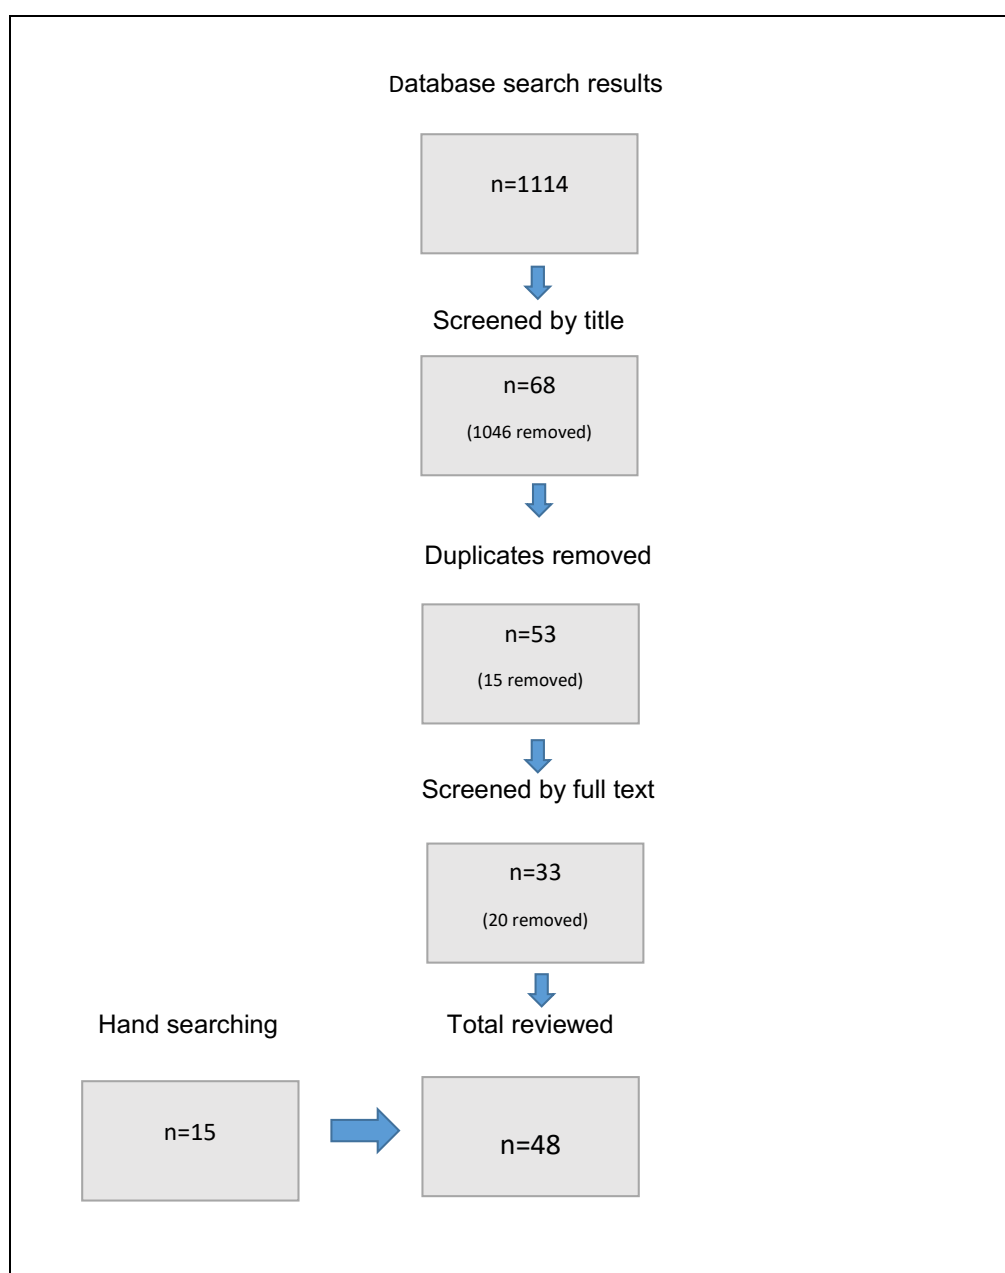 Database search results
n=1114
Screened by title
n=68
(1046 removed)
Duplicates removed
n=53
(15 removed)
Screened by full text
n=33
(20 removed)
Hand searching
Total reviewed
n=15
n=48